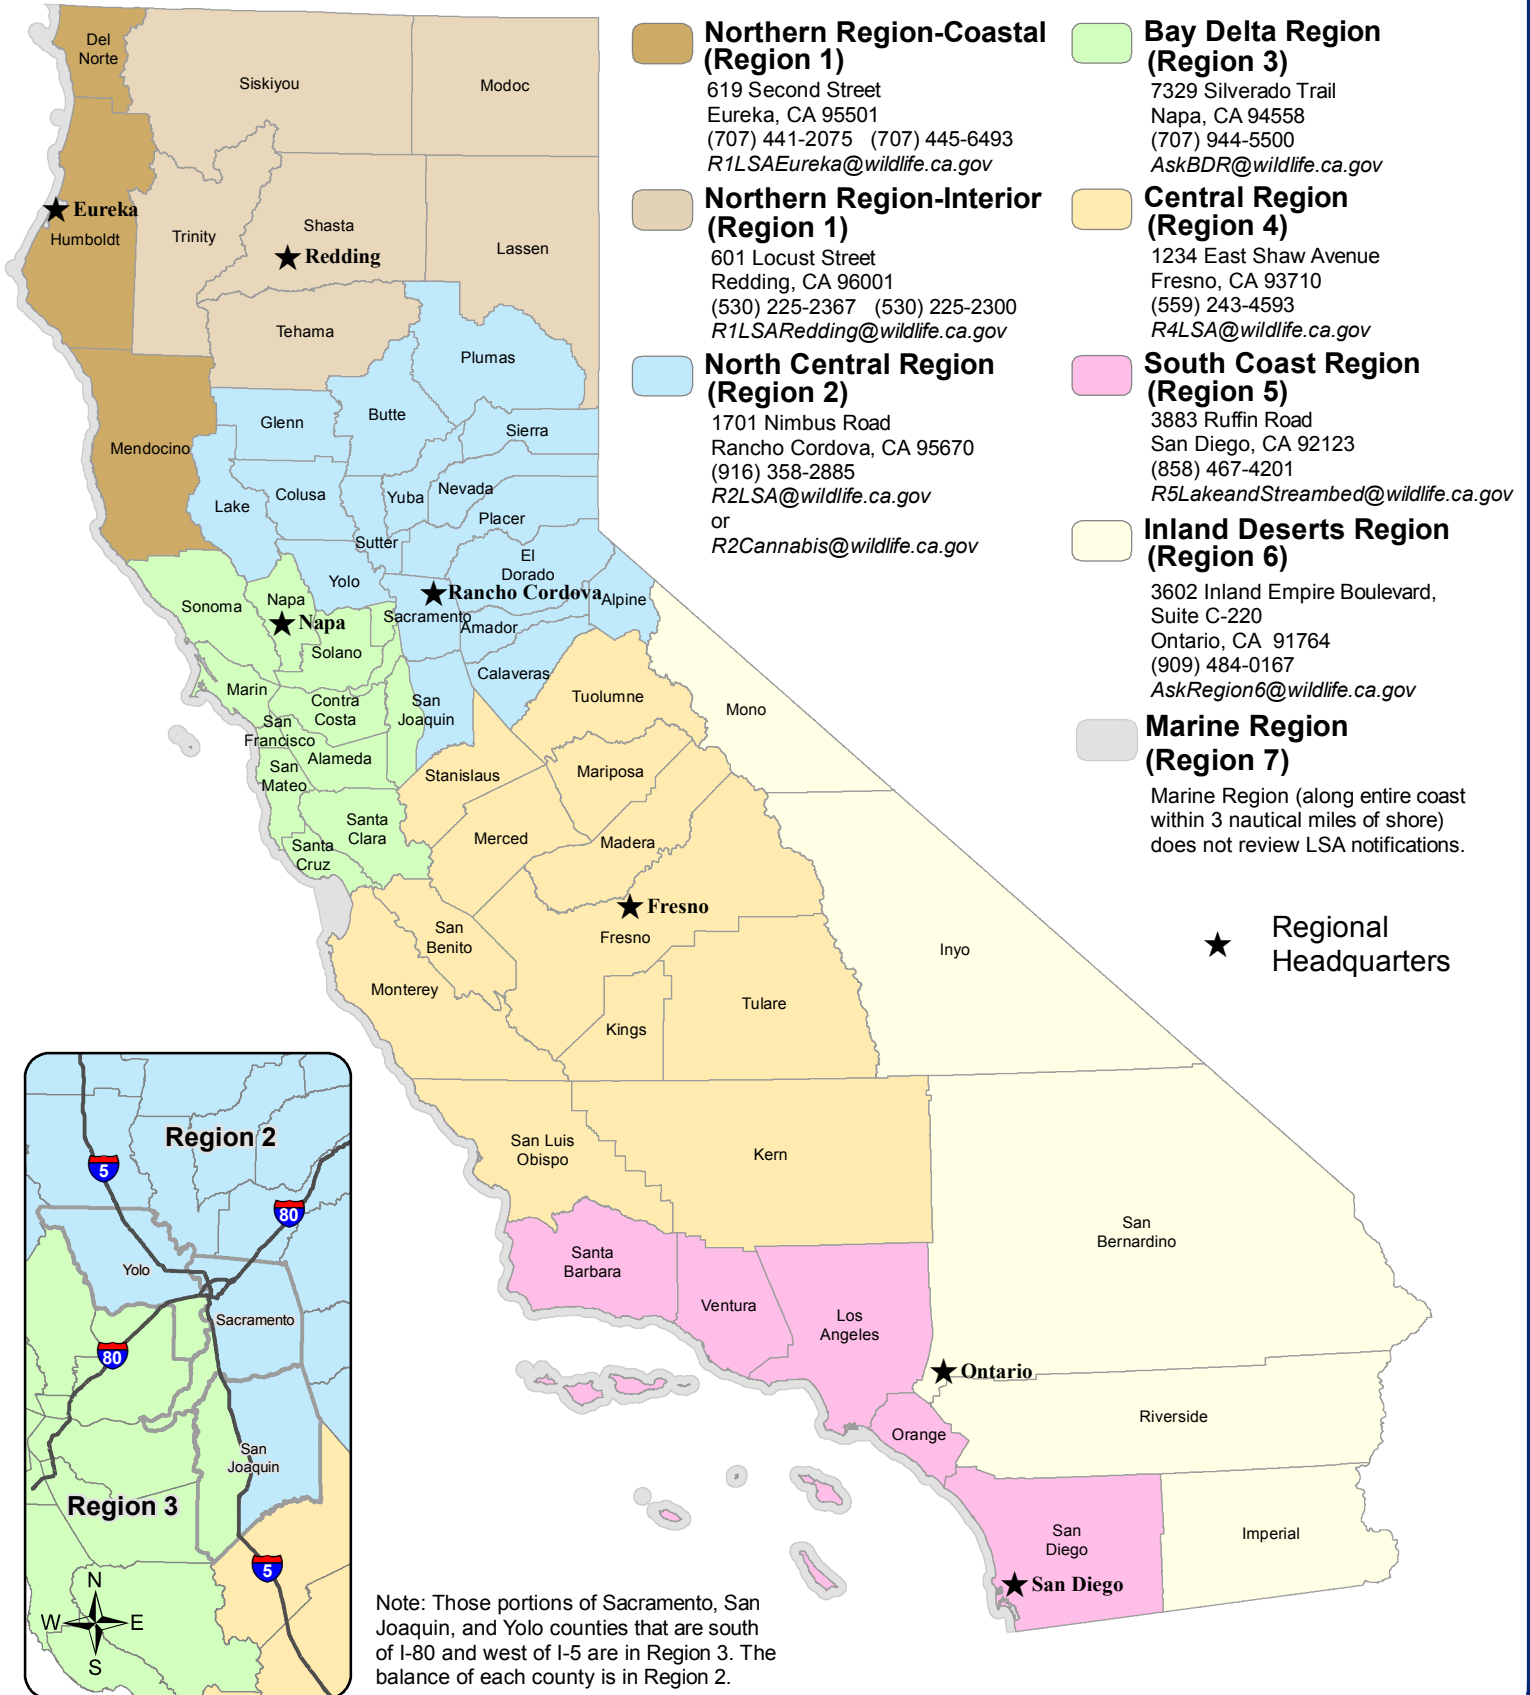 Northern Region-Coastal
(Region 1)
619 Second Street
Eureka, CA 95501
(707) 441-2075   (707) 445-6493
R1LSAEureka@wildlife.ca.gov
Northern Region-Interior
(Region 1)
601 Locust Street
Redding, CA 96001
(530) 225-2367   (530) 225-2300
R1LSARedding@wildlife.ca.gov
North Central Region
(Region 2)
1701 Nimbus Road
Rancho Cordova, CA 95670
(916) 358-2885
R2LSA@wildlife.ca.gov
or
R2Cannabis@wildlife.ca.gov
Bay Delta Region
(Region 3)
7329 Silverado Trail
Napa, CA 94558
(707) 944-5500
AskBDR@wildlife.ca.gov
Central Region
(Region 4)
1234 East Shaw Avenue
Fresno, CA 93710
(559) 243-4593
R4LSA@wildlife.ca.gov
South Coast Region
(Region 5)
3883 Ruffin Road
San Diego, CA 92123
(858) 467-4201
R5LakeandStreambed@wildlife.ca.gov
Inland Deserts Region
(Region 6)
3602 Inland Empire Boulevard,
Suite C-220
Ontario, CA  91764
(909) 484-0167
AskRegion6@wildlife.ca.gov
Marine Region
(Region 7)
Marine Region (along entire coast
within 3 nautical miles of shore)
does not review LSA notifications.
Regional
Headquarters
Del
Norte
Siskiyou
Modoc
Eureka
Humboldt
Trinity
Shasta
Redding
Lassen
Tehama
Plumas
Mendocino
Glenn
Butte
Sierra
Lake
Colusa
Yuba
Nevada
Placer
Sutter
El
Dorado
Yolo
Rancho Cordova
Alpine
Sonoma
Napa
Napa
Sacramento
Amador
Solano
Calaveras
Marin
Contra
Costa
San
Joaquin
Tuolumne
Mono
San
Francisco
Alameda
San
Mateo
Stanislaus
Mariposa
Santa
Clara
Merced
Madera
Santa
Cruz
Fresno
Fresno
San
Benito
Inyo
Monterey
Tulare
Kings
San Luis
Obispo
Kern
San
Bernardino
Santa
Barbara
Ventura
Los
Angeles
Ontario
Riverside
Orange
San
Diego
San Diego
Imperial
Region 2
5
80
Yolo
Sacramento
80
San
Joaquin
Region 3
5
N
W
E
S
Note: Those portions of Sacramento, San
Joaquin, and Yolo counties that are south
of I-80 and west of I-5 are in Region 3. The
balance of each county is in Region 2.